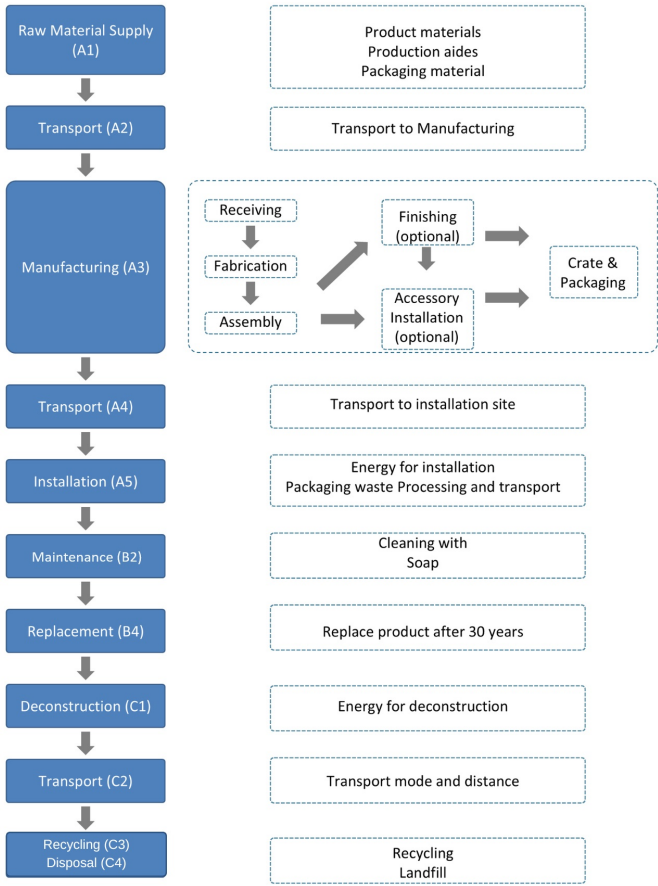 Raw Material Supply
(A1)
Product materials
Production aides
Packaging material
Transport (A2)
Transport to Manufacturing
Manufacturing (A3)
Receiving
Fabrication
Assembly
Finishing
(optional)
Accessory
Installation
(optional)
Crate &
Packaging
Transport (A4)
Transport to installation site
Installation (A5)
Energy for installation
Packaging waste Processing and transport
Maintenance (B2)
Cleaning with
Soap
Replacement (B4)
Replace product after 30 years
Deconstruction (C1)
Energy for deconstruction
Transport (C2)
Transport mode and distance
Recycling (C3)
Disposal (C4)
Recycling
Landfill